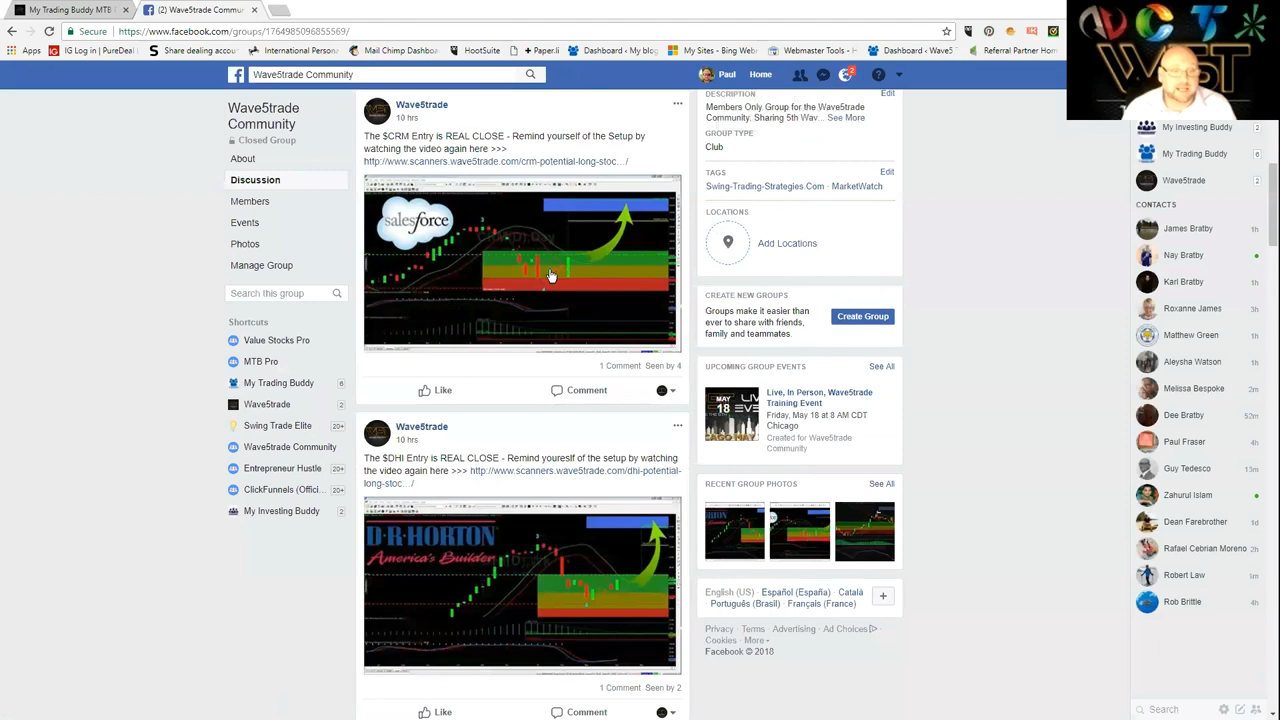 My Trading Buddy MTB
(2) Wave5trade Commu
Secure
https://www.facebook.com/groups/1764985096855569/
Apps
IG Log In | PureDeal
Share dealing accou
International Persona
Mail Chimp Dashboa
HootSuite
+ Paper.li
Dashboard ‹ My blog
My Sites - Bing Web
Webmaster Tools - H
Dashboard ‹ Wave5
Referral Partner Hom
Wave5trade Community
Paul
Home
Wave5trade
Community
Closed Group
About
Discussion
Members
Events
Photos
Manage Group
Search this group
Shortcuts
Value Stocks Pro
MTB Pro
My Trading Buddy 6
Wave5trade 2
Swing Trade Elite 20+
Wave5trade Community
Entrepreneur Hustle 20+
ClickFunnels (Offici... 20+
My Investing Buddy 2
Wave5trade
10 hrs
The $CRM Entry is REAL CLOSE - Remind yourself of the Setup by
watching the video again here >>>
http://www.scanners.wave5trade.com/crm-potential-long-stoc.../
salesforce
1 Comment Seen by 4
Like
Comment
Wave5trade
10 hrs
The $DHI Entry is REAL CLOSE - Remind youreslf of the setup by watching
the video again here >>> http://www.scanners.wave5trade.com/dhi-potential-
long-stoc.../
D·R·HORTON
America's Builder
1 Comment Seen by 2
Like
Comment
DESCRIPTION
Edit
Members Only Group for the Wave5trade
Community. Sharing 5th Wav... See More
GROUP TYPE
Club
TAGS
Edit
Swing-Trading-Strategies.Com · MarketWatch
LOCATIONS
Add Locations
CREATE NEW GROUPS
Groups make it easier than
ever to share with friends,
family and teammates.
Create Group
UPCOMING GROUP EVENTS
See All
MAY
18
Live, In Person, Wave5trade
Training Event
Friday, May 18 at 8 AM CDT
Chicago
Created for Wave5trade
Community
RECENT GROUP PHOTOS
See All
English (US) · Español (España) · Català
Português (Brasil) · Français (France)
Privacy · Terms · Advertising · Ad Choices
Cookies · More
Facebook © 2018
My Investing Buddy 2
My Trading Buddy 6
Wave5trade 2
CONTACTS
James Bratby 1h
Nay Bratby
Karl Bratby
Roxanne James 3h
Matthew Green
Aleysha Watson
Melissa Bespoke 2m
Dee Bratby 52m
Paul Fraser 4h
Guy Tedesco 13m
Zahurul Islam
Dean Farebrother 1d
Rafael Cebrian Moreno 3h
Robert Law 1m
Rob Brittle 4h
Search